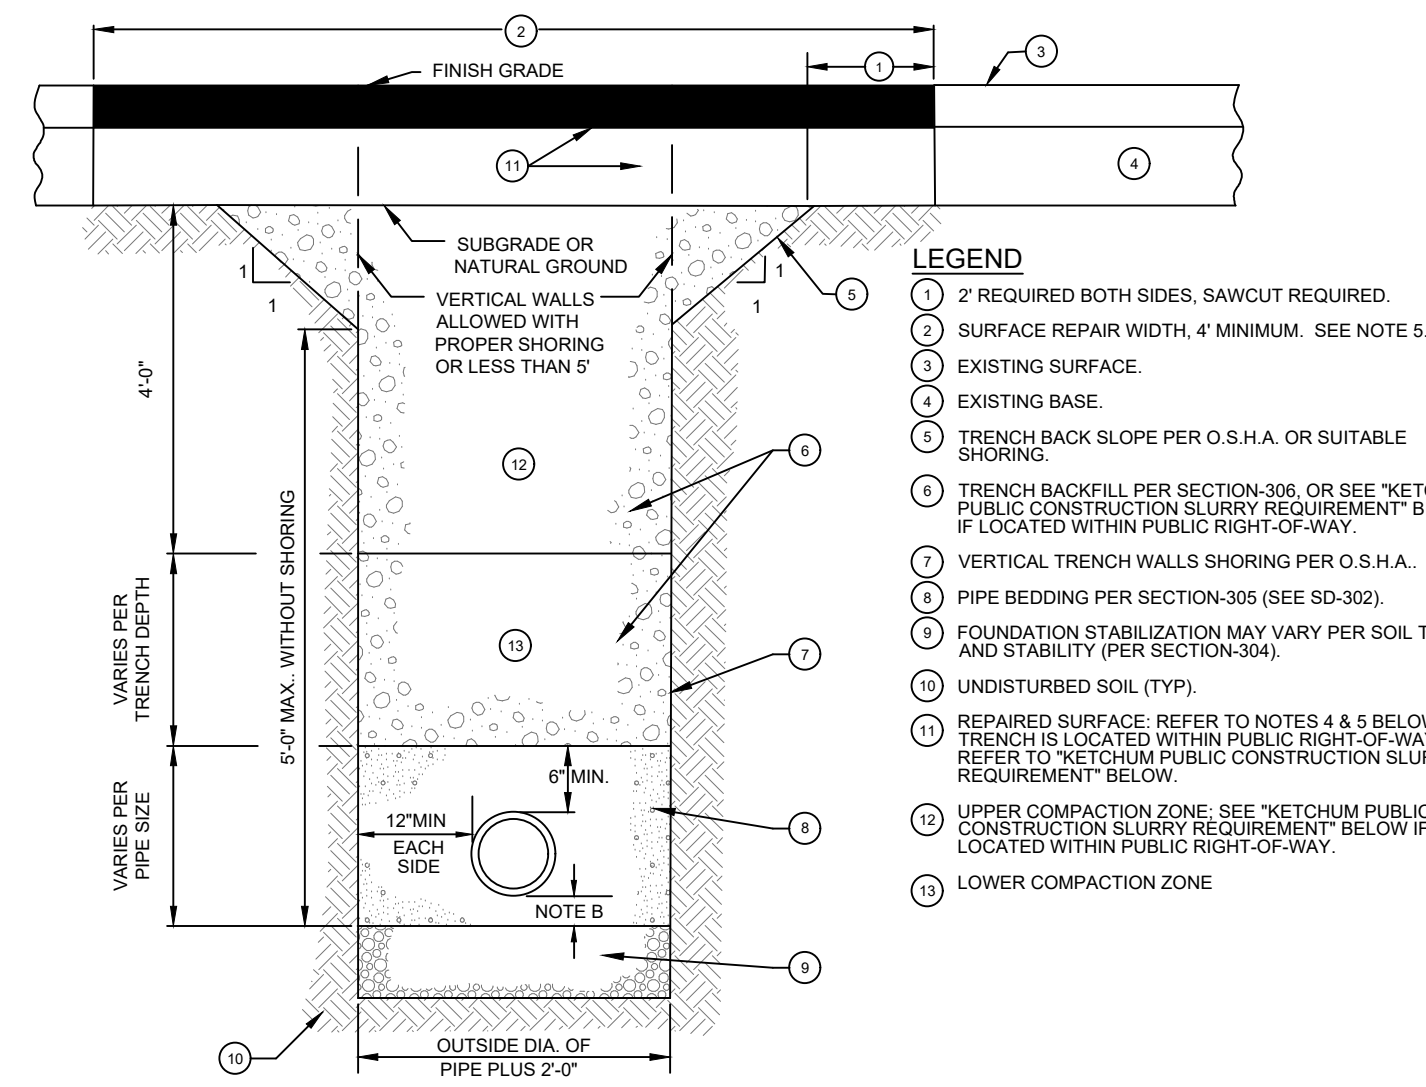 2
FINISH GRADE
1
3
11
4
SUBGRADE OR
NATURAL GROUND
1
1
1
1
VERTICAL WALLS
ALLOWED WITH
PROPER SHORING
OR LESS THAN 5'
5
4'-0"
5'-0" MAX.. WITHOUT SHORING
12
6
VARIES PER
TRENCH DEPTH
13
7
VARIES PER
PIPE SIZE
6" MIN.
12"MIN
EACH
SIDE
8
NOTE B
9
10
OUTSIDE DIA. OF
PIPE PLUS 2'-0"
LEGEND
1 2' REQUIRED BOTH SIDES, SAWCUT REQUIRED.
2 SURFACE REPAIR WIDTH, 4' MINIMUM. SEE NOTE 5.
3 EXISTING SURFACE.
4 EXISTING BASE.
5 TRENCH BACK SLOPE PER O.S.H.A. OR SUITABLE
SHORING.
6 TRENCH BACKFILL PER SECTION-306, OR SEE
PUBLIC CONSTRUCTION SLURRY REQUIREMENT"
IF LOCATED WITHIN PUBLIC RIGHT-OF-WAY.
7 VERTICAL TRENCH WALLS SHORING PER O.S.H.A..
8 PIPE BEDDING PER SECTION-305 (SEE SD-302).
9 FOUNDATION STABILIZATION MAY VARY PER SOIL
AND STABILITY (PER SECTION-304).
10 UNDISTURBED SOIL (TYP).
11 REPAIRED SURFACE: REFER TO NOTES 4 & 5
TRENCH IS LOCATED WITHIN PUBLIC
REFER TO "KETCHUM PUBLIC CONSTRUCTION
REQUIREMENT" BELOW.
12 UPPER COMPACTION ZONE; SEE "KETCHUM PUBLIC
CONSTRUCTION SLURRY REQUIREMENT" BELOW IF
LOCATED WITHIN PUBLIC RIGHT-OF-WAY.
13 LOWER COMPACTION ZONE